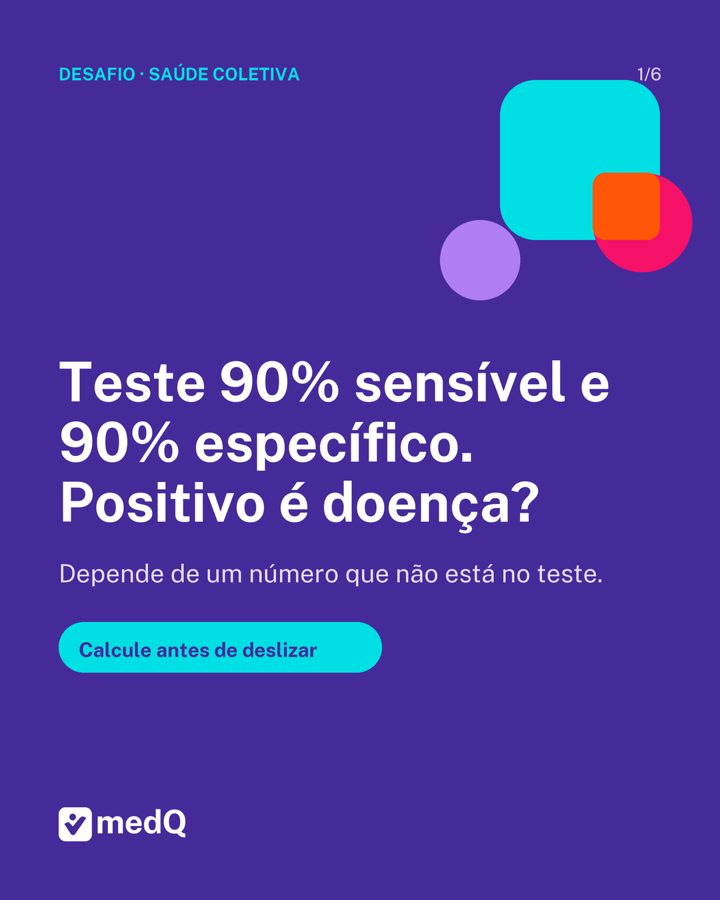 DESAFIO · SAÚDE COLETIVA
1/6
Teste 90% sensível e
90% específico.
Positivo é doença?
Depende de um número que não está no teste.
Calcule antes de deslizar
medQ